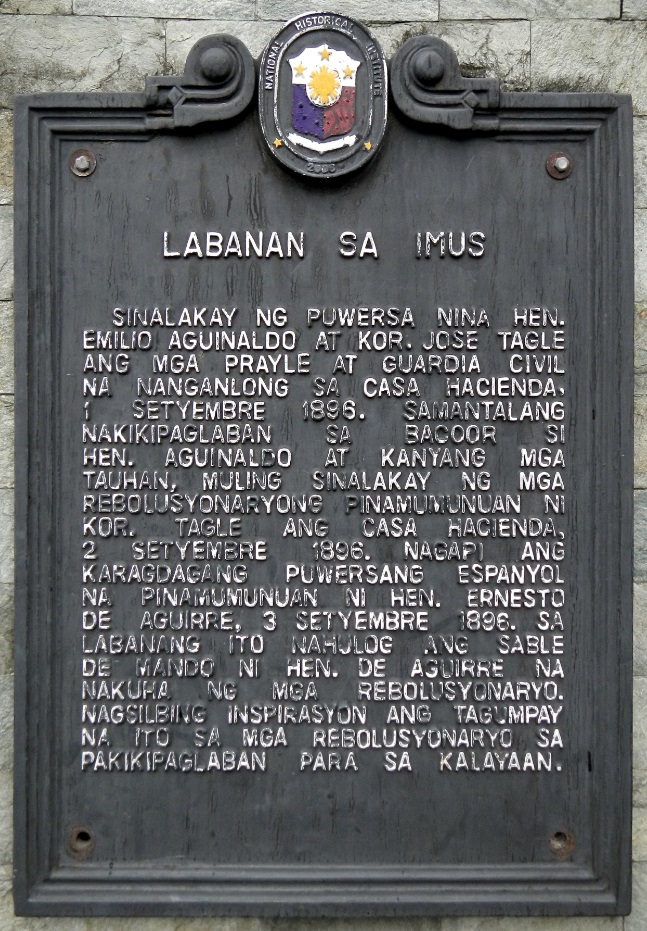 NATIONAL HISTORICAL INSTITUTE
2006
LABANAN SA IMUS
SINALAKAY NG PUWERSA NINA HEN.
EMILIO AGUINALDO AT KOR. JOSE TAGLE
ANG MGA PRAYLE AT GUARDIA CIVIL
NA NANGANLONG SA CASA HACIENDA,
1 SETYEMBRE 1896. SAMANTALANG
NAKIKIPAGLABAN SA BACOOR SI
HEN. AGUINALDO AT KANYANG MGA
TAUHAN, MULING SINALAKAY NG MGA
REBOLUSYONARYONG PINAMUMUNUAN NI
KOR. TAGLE ANG CASA HACIENDA,
2 SETYEMBRE 1896. NAGAPI ANG
KARAGDAGANG PUWERSANG ESPANYOL
NA PINAMUMUNUAN NI HEN. ERNESTO
DE AGUIRRE, 3 SETYEMBRE 1896. SA
LABANANG ITO NAHULOG ANG SABLE
DE MANDO NI HEN. DE AGUIRRE NA
NAKUHA NG MGA REBOLUSYONARYO.
NAGSILBING INSPIRASYON ANG TAGUMPAY
NA ITO SA MGA REBOLUSYONARYO SA
PAKIKIPAGLABAN PARA SA KALAYAAN.